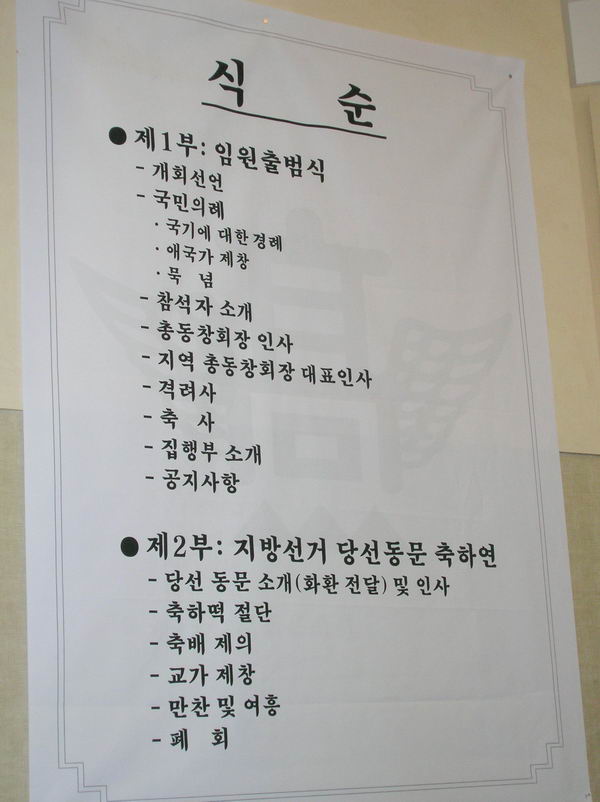 식 순
● 제1부: 임원출범식
- 개회선언
- 국민의례
· 국기에 대한 경례
· 애국가 제창
· 묵 념
- 참석자 소개
- 총동창회장 인사
- 지역 총동창회장 대표인사
- 격려사
- 축 사
- 집행부 소개
- 공지사항
● 제2부: 지방선거 당선동문 축하연
- 당선 동문 소개(화환 전달) 및 인사
- 축하떡 절단
- 축배 제의
- 교가 제창
- 만찬 및 여흥
- 폐 회